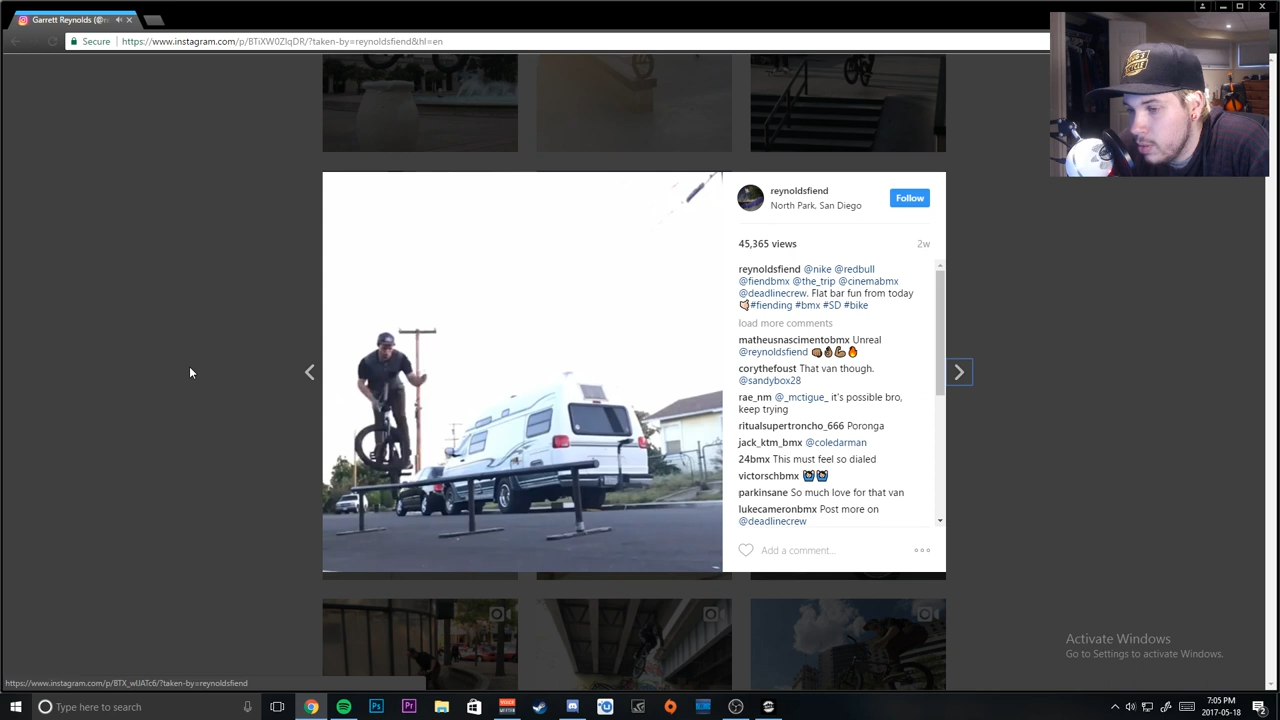 Garrett Reynolds (@r
Secure
https://www.instagram.com/p/BTiXW0ZlqDR/?taken-by=reynoldsfiend&hl=en
reynoldsfiend
North Park, San Diego
Follow
45,365 views
2w
reynoldsfiend @nike @redbull
@fiendbmx @the_trip @cinemabmx
@deadlinecrew. Flat bar fun from today
#fiending #bmx #SD #bike
load more comments
matheusnascimentobmx Unreal
@reynoldsfiend
corythefoust That van though.
@sandybox28
rae_nm @_mctigue_ it's possible bro,
keep trying
ritualsupertroncho_666 Poronga
jack_ktm_bmx @coledarman
24bmx This must feel so dialed
victorschbmx
parkinsane So much love for that van
lukecameronbmx Post more on
@deadlinecrew
Add a comment...
Activate Windows
Go to Settings to activate Windows.
https://www.instagram.com/p/BTX_wlJATc6/?taken-by=reynoldsfiend
Type here to search
7:05 PM
2017-05-18